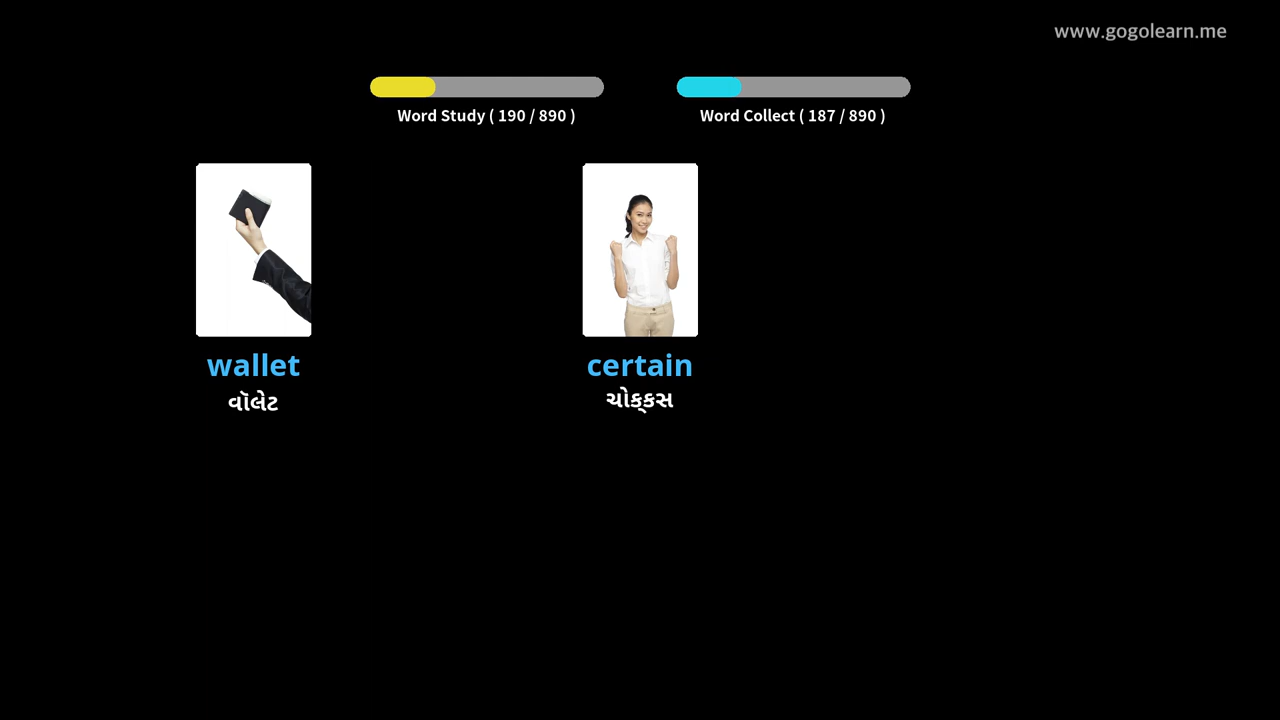 www.gogolearn.me
Word Study ( 190 / 890 )
Word Collect ( 187 / 890 )
wallet
વૉલેટ
certain
ચોક્કસ